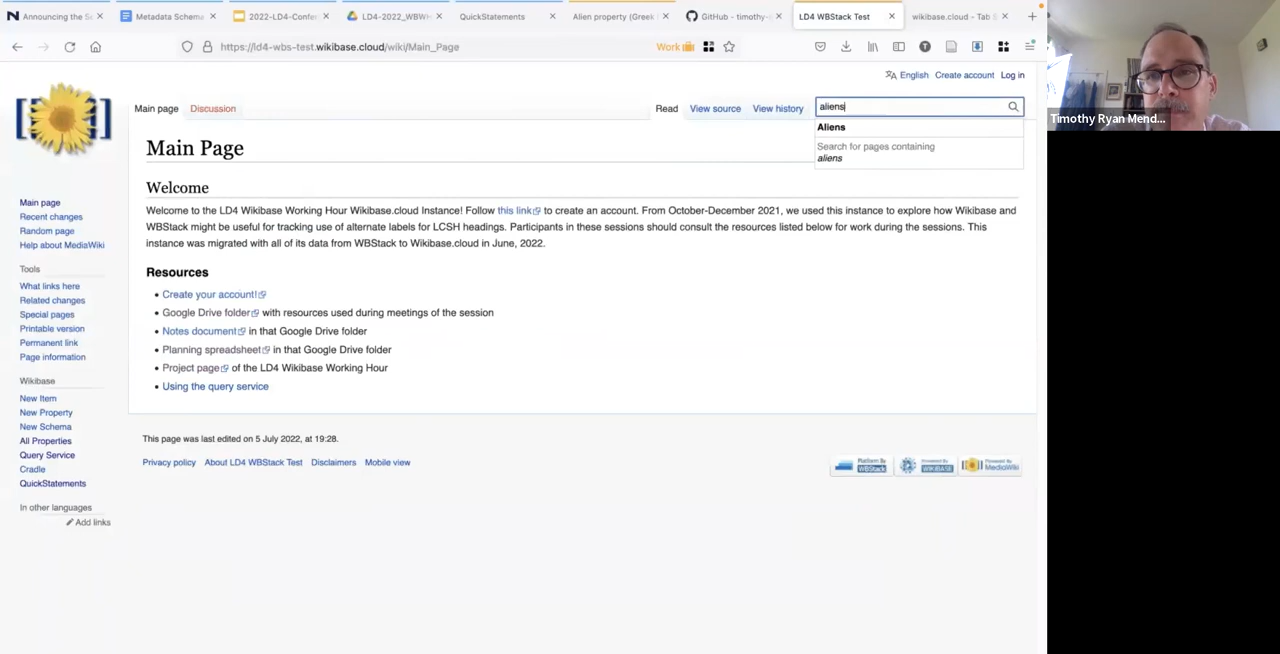 Announcing the Se
Metadata Schema
2022-LD4-Confer
LD4-2022_WBWH
QuickStatements
Alien property (Greek
GitHub - timothy-
LD4 WBStack Test
wikibase.cloud - Tab
https://ld4-wbs-test.wikibase.cloud/wiki/Main_Page
Work
English Create account Log in
Main page Discussion
Read View source View history
aliens
Aliens
Search for pages containing
aliens
Main Page
Welcome
Welcome to the LD4 Wikibase Working Hour Wikibase.cloud Instance! Follow this link to create an account. From October-December 2021, we used this instance to explore how Wikibase and
WBStack might be useful for tracking use of alternate labels for LCSH headings. Participants in these sessions should consult the resources listed below for work during the sessions. This
instance was migrated with all of its data from WBStack to Wikibase.cloud in June, 2022.
Resources
Create your account!
Google Drive folder with resources used during meetings of the session
Notes document in that Google Drive folder
Planning spreadsheet in that Google Drive folder
Project page of the LD4 Wikibase Working Hour
Using the query service
This page was last edited on 5 July 2022, at 19:28.
Privacy policy About LD4 WBStack Test Disclaimers Mobile view
Platform By
WBStack
Powered By
WIKIBASE
Powered By
MediaWiki
Main page
Recent changes
Random page
Help about MediaWiki
Tools
What links here
Related changes
Special pages
Printable version
Permanent link
Page information
Wikibase
New Item
New Property
New Schema
All Properties
Query Service
Cradle
QuickStatements
In other languages
Add links
Timothy Ryan Mend...